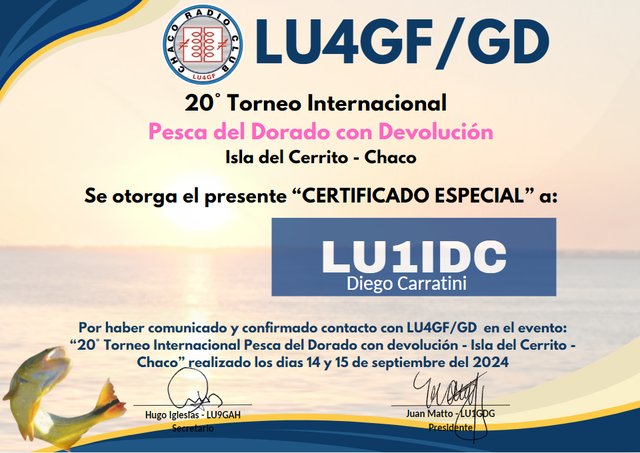 CHACO RADIO CLUB
LU4GF
LU4GF/GD
20° Torneo Internacional
Pesca del Dorado con Devolución
Isla del Cerrito - Chaco
Se otorga el presente “CERTIFICADO ESPECIAL” a:
LU1IDC
Diego Carratini
Por haber comunicado y confirmado contacto con LU4GF/GD en el evento:
“20° Torneo Internacional Pesca del Dorado con devolución - Isla del Cerrito -
Chaco” realizado los dias 14 y 15 de septiembre del 2024
Hugo Iglesias - LU9GAH
Secretario
Juan Matto - LU1GDG
Presidente